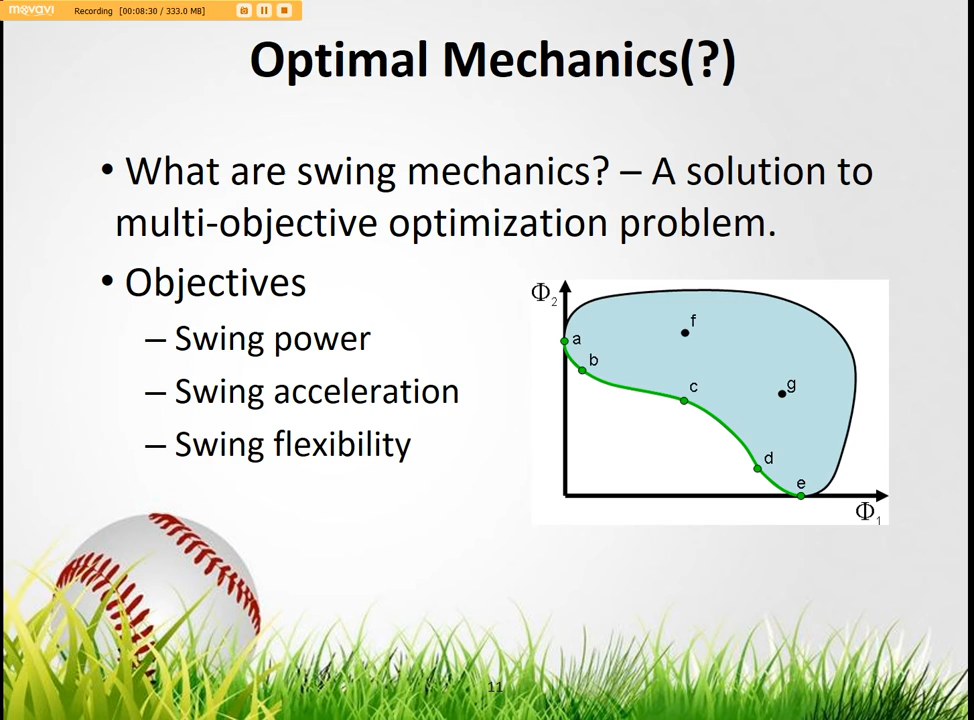 movavi Recording [00:08:30 / 333.0 MB]
Optimal Mechanics(?)
• What are swing mechanics? – A solution to
multi-objective optimization problem.
• Objectives
– Swing power
– Swing acceleration
– Swing flexibility
Φ2
a
b
f
c
g
d
e
Φ1
11